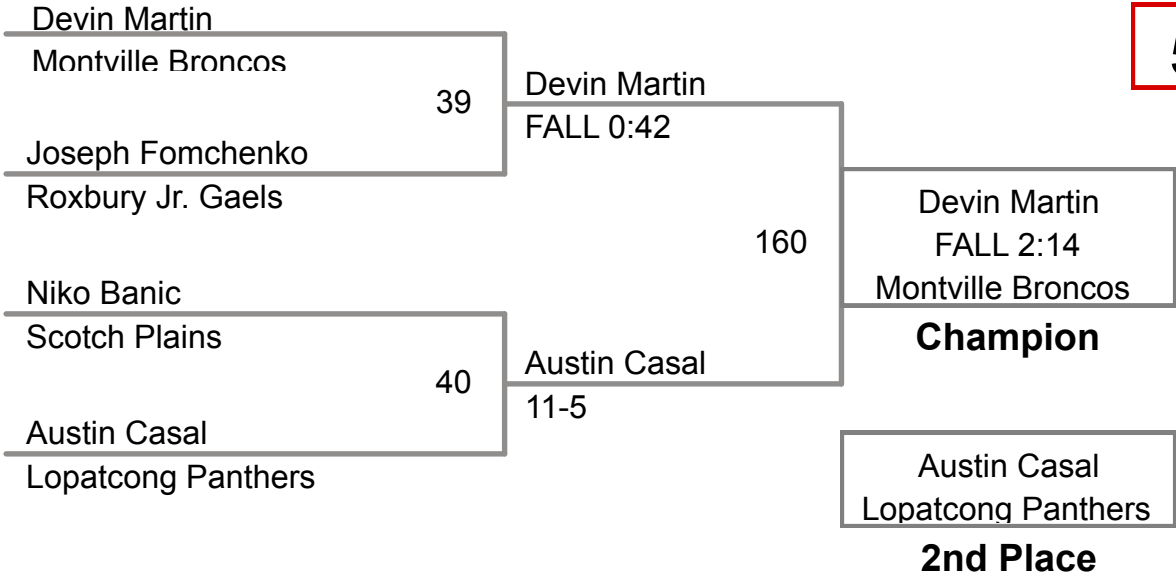 Devin Martin
Montville Broncos
39
Joseph Fomchenko
Roxbury Jr. Gaels
Niko Banic
Scotch Plains
40
Austin Casal
Lopatcong Panthers
Devin Martin
FALL 0:42
160
Austin Casal
11-5
Devin Martin
FALL 2:14
Montville Broncos
Champion
Austin Casal
Lopatcong Panthers
2nd Place